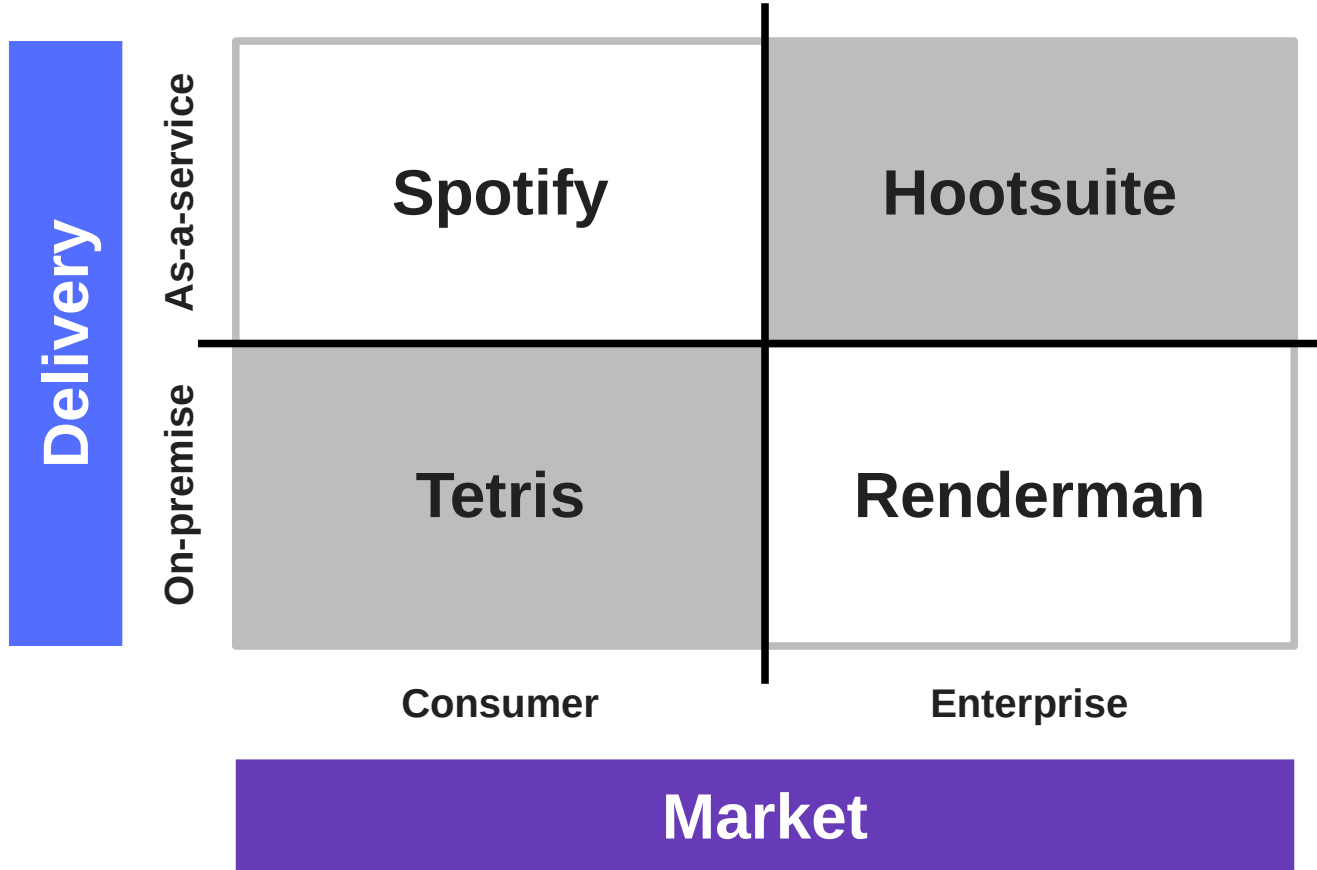 Delivery
As-a-service
On-premise
Spotify
Hootsuite
Tetris
Renderman
Consumer
Enterprise
Market